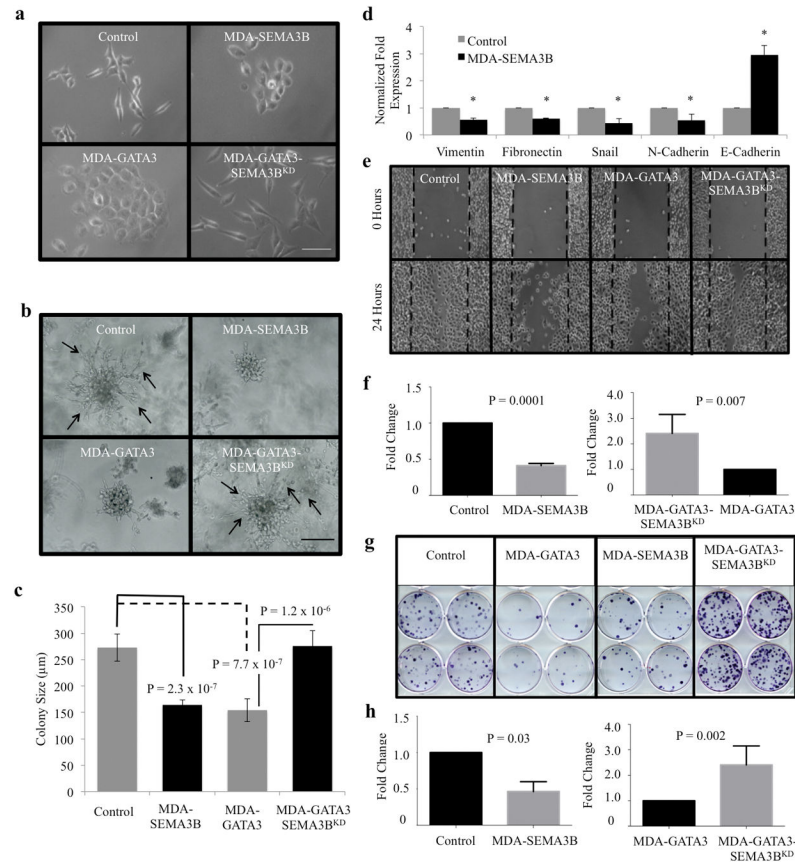 a
Control
MDA-SEMA3B
MDA-GATA3
MDA-GATA3-
SEMA3B^KD
b
Control
MDA-SEMA3B
MDA-GATA3
MDA-GATA3-
SEMA3B^KD
c
Colony Size (µm)
350
300
250
200
150
100
50
0
P = 2.3 x 10^-7
P = 7.7 x 10^-7
P = 1.2 x 10^-6
Control
MDA-
SEMA3B
MDA-
GATA3
MDA-GATA3
SEMA3B^KD
d
Normalized Fold
Expression
4
3
2
1
0
Control
MDA-SEMA3B
*
*
*
*
*
Vimentin
Fibronectin
Snail
N-Cadherin
E-Cadherin
e
Control
MDA-SEMA3B
MDA-GATA3
MDA-GATA3-
SEMA3B^KD
0 Hours
24 Hours
f
Fold Change
1.5
1.0
0.5
0
P = 0.0001
Control
MDA-SEMA3B
Fold Change
4.0
3.0
2.0
1.0
0
P = 0.007
MDA-GATA3-
SEMA3B^KD
MDA-GATA3
g
Control
MDA-GATA3
MDA-SEMA3B
MDA-GATA3-
SEMA3B^KD
h
Fold Change
1.5
1.0
0.5
0
P = 0.03
Control
MDA-SEMA3B
Fold Change
4.0
3.0
2.0
1.0
0
P = 0.002
MDA-GATA3
MDA-GATA3-
SEMA3B^KD